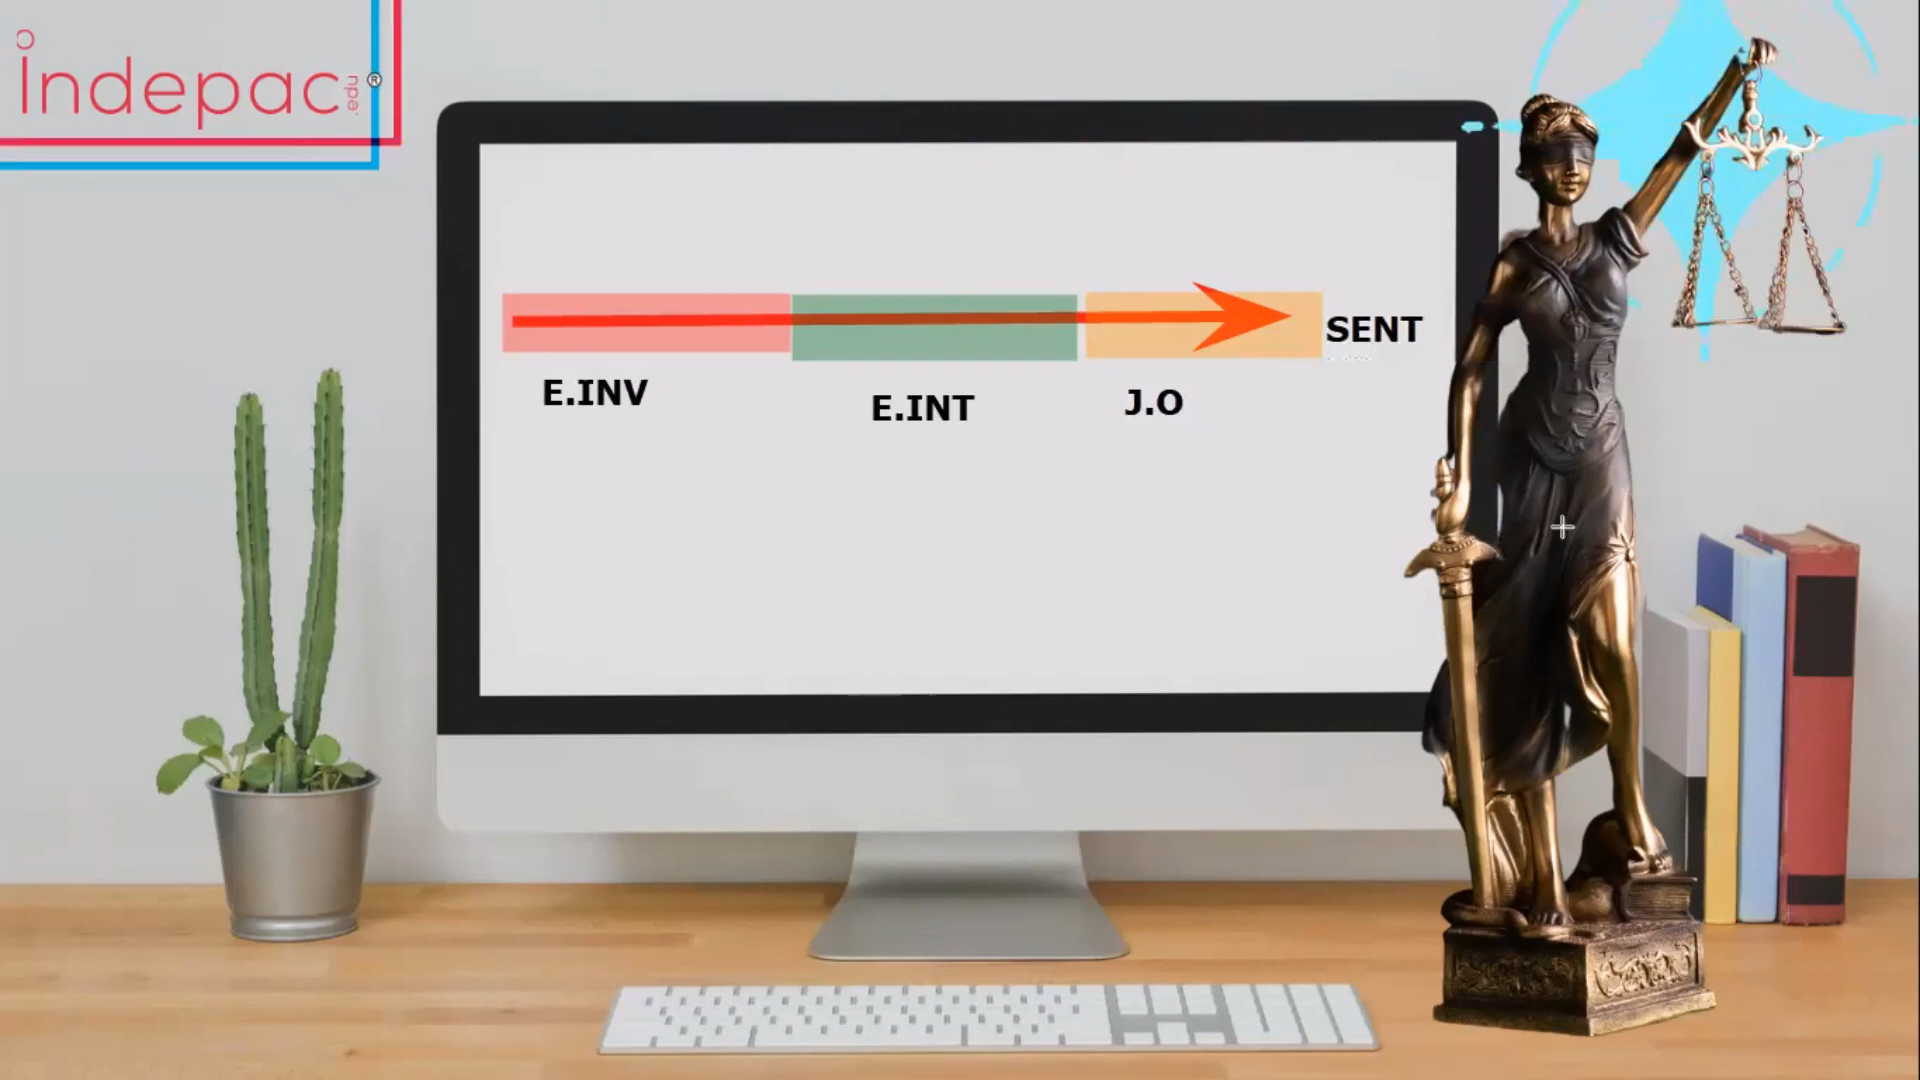 indepac
.edu
®
SENT
E.INV
E.INT
J.O